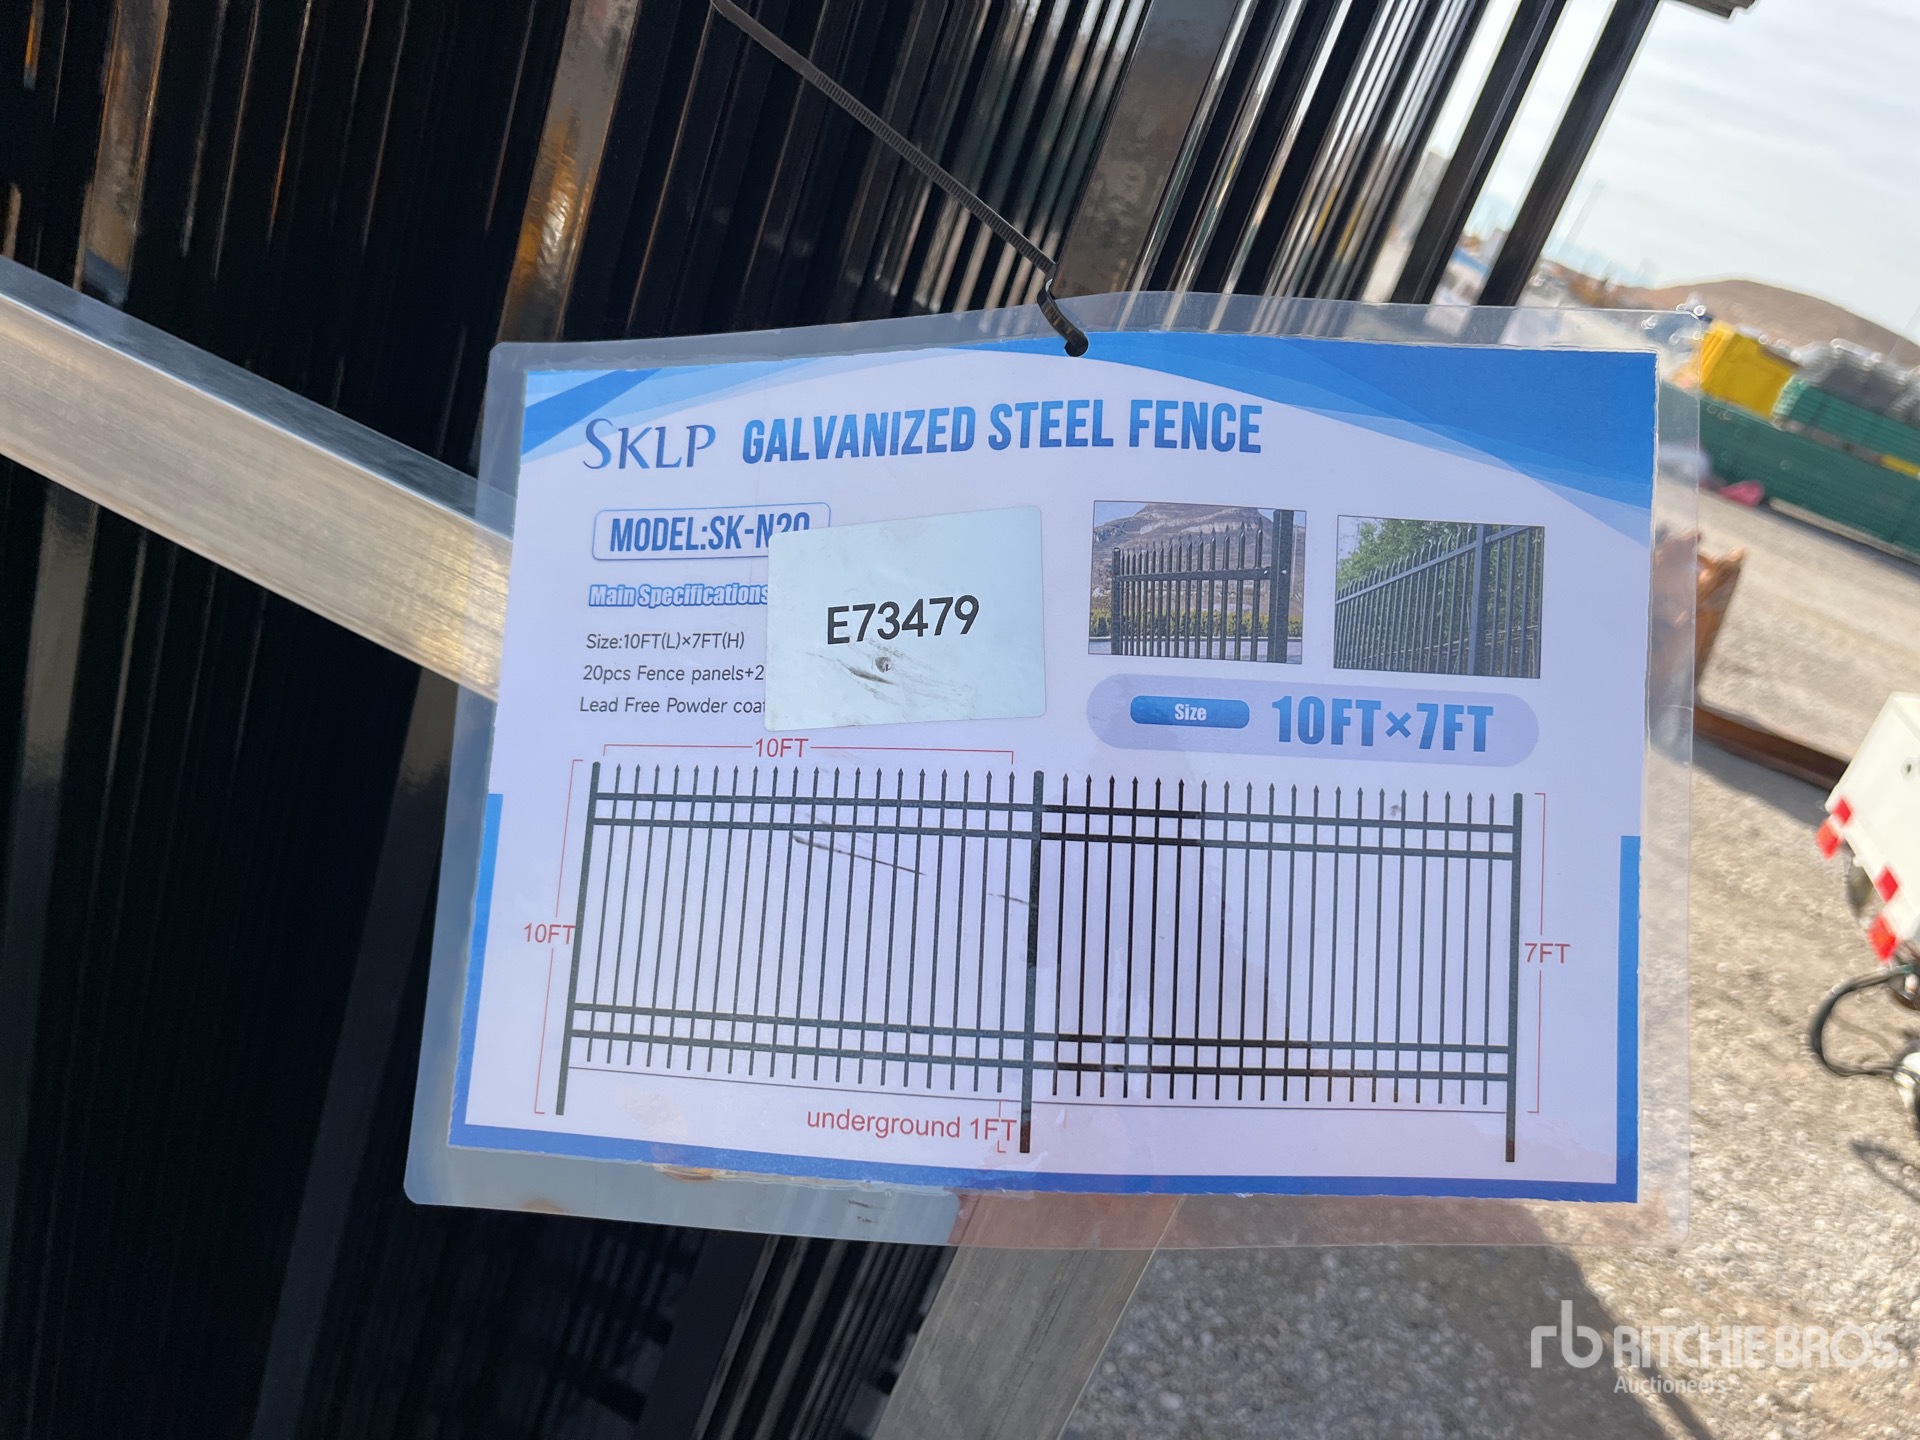 SKLP GALVANIZED STEEL FENCE
MODEL:SK-N20
Main Specifications
Size:10FT(L)×7FT(H)
20pcs Fence panels+2
Lead Free Powder
E73479
Size 10FT×7FT
10FT
10FT
7FT
underground 1FT
rb RITCHIE BROS.
Auctioneers